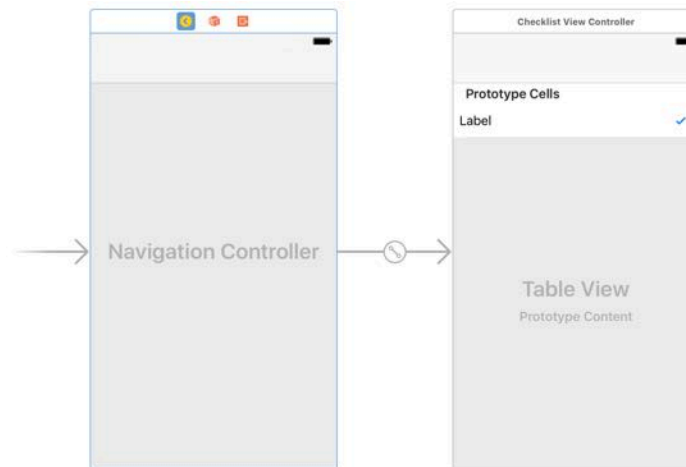 Checklist View Controller
Prototype Cells
Label
Navigation Controller
Table View
Prototype Content